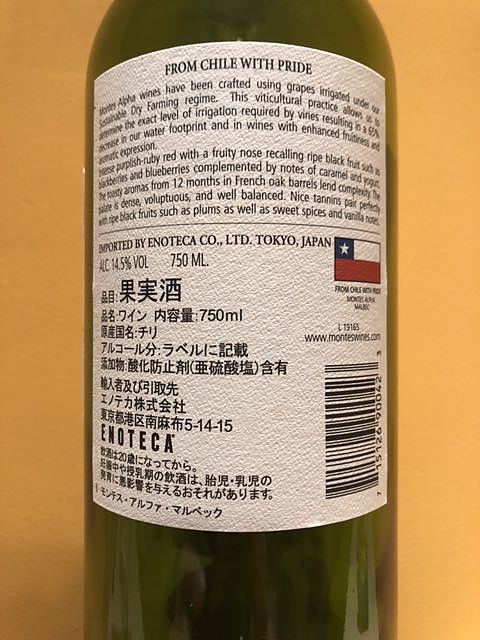 FROM CHILE WITH PRIDE
Montes Alpha wines have been crafted using grapes irrigated under our
Sustainable Dry Farming regime. This viticultural practice allows us to
determine the exact level of irrigation required by vines resulting in a 65%
decrease in our water footprint and in wines with enhanced fruitiness and
aromatic expression.
Intense purplish-ruby red with a fruity nose recalling ripe black fruit such as
blackberries and blueberries complemented by notes of caramel and yogurt.
The toasty aromas from 12 months in French oak barrels lend complexity. The
palate is dense, voluptuous, and well balanced. Nice tannins pair perfectly
with ripe black fruits such as plums as well as sweet spices and vanilla notes.
IMPORTED BY ENOTECA CO., LTD. TOKYO, JAPAN
ALC. 14.5% VOL 750 ML.
FROM CHILE WITH PRIDE
MONTES ALPHA
MALBEC
L 19165
www.monteswines.com
品目:果実酒
品名:ワイン 内容量:750ml
原産国名:チリ
アルコール分:ラベルに記載
添加物:酸化防止剤(亜硫酸塩)含有
輸入者及び引取先
エノテカ株式会社
東京都港区南麻布5-14-15
ENOTECA
飲酒は20歳になってから。
妊娠中や授乳期の飲酒は、胎児・乳児の
発育に悪影響を与えるおそれがあります。
モンテス・アルファ・マルベック
7 15126 90042 3